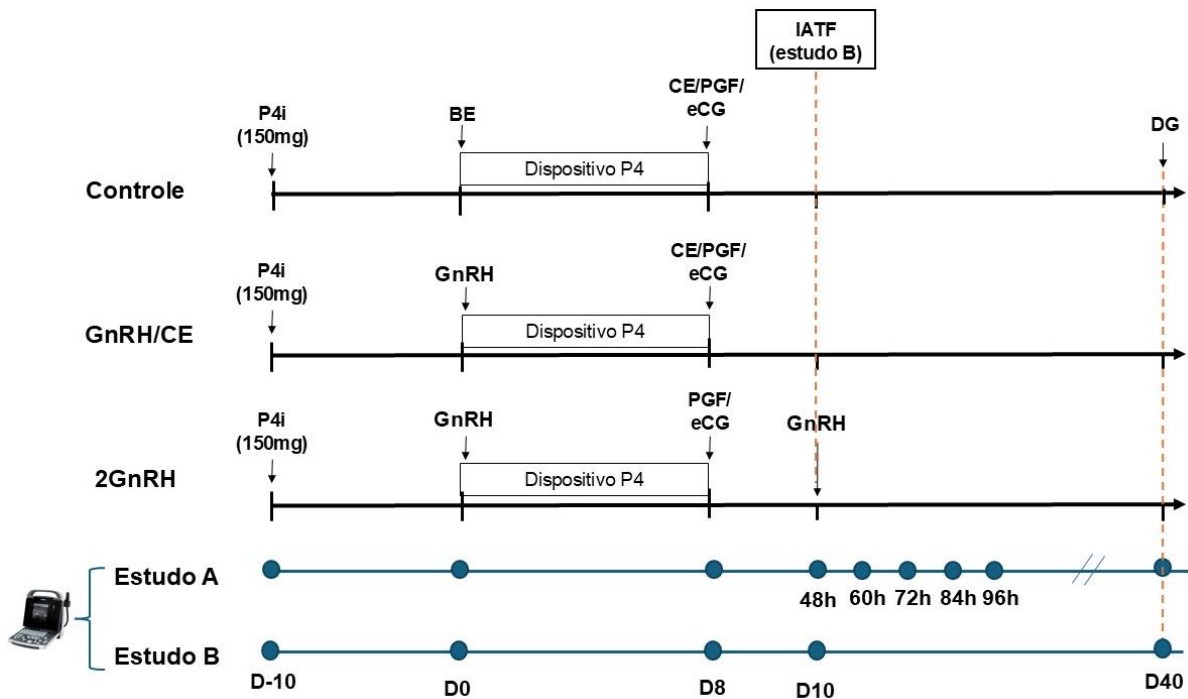 IATF
(estudo B)
P4i
(150mg)
BE
CE/PGF/
eCG
DG
Dispositivo P4
Controle
P4i
(150mg)
GnRH
CE/PGF/
eCG
Dispositivo P4
GnRH/CE
P4i
(150mg)
GnRH
PGF/
eCG
GnRH
Dispositivo P4
2GnRH
Estudo A
48h 60h 72h 84h 96h
Estudo B
D-10 D0 D8 D10 D40